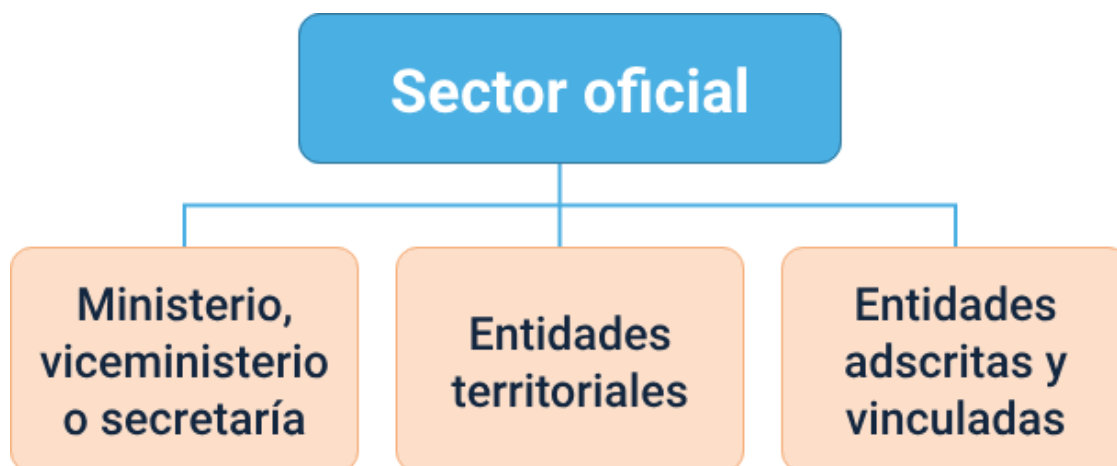 Sector oficial
Ministerio,
viceministerio
o secretaría
Entidades
territoriales
Entidades
adscritas y
vinculadas